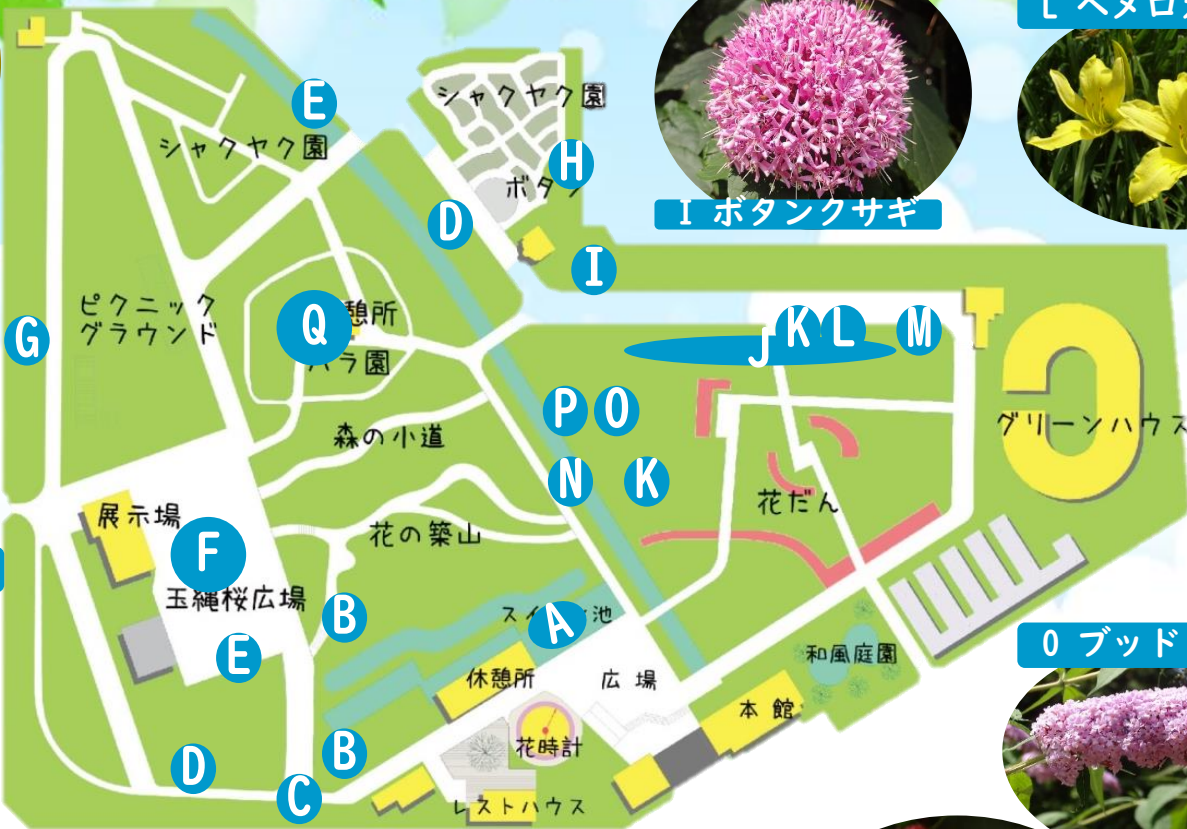 L ヘメロ
E
シャクヤク園
シャクヤク園
H
ボタン
D
I ボタンクサギ
I
ピクニック
グラウンド
G
Q
憩所
バラ園
J
K
L
M
P
O
グリーンハウス
森の小道
N
K
花だん
展示場
花の築山
F
玉縄桜広場
B
スイレン池
A
E
休憩所
広場
和風庭園
O ブッド
本館
B
花時計
D
C
レストハウス